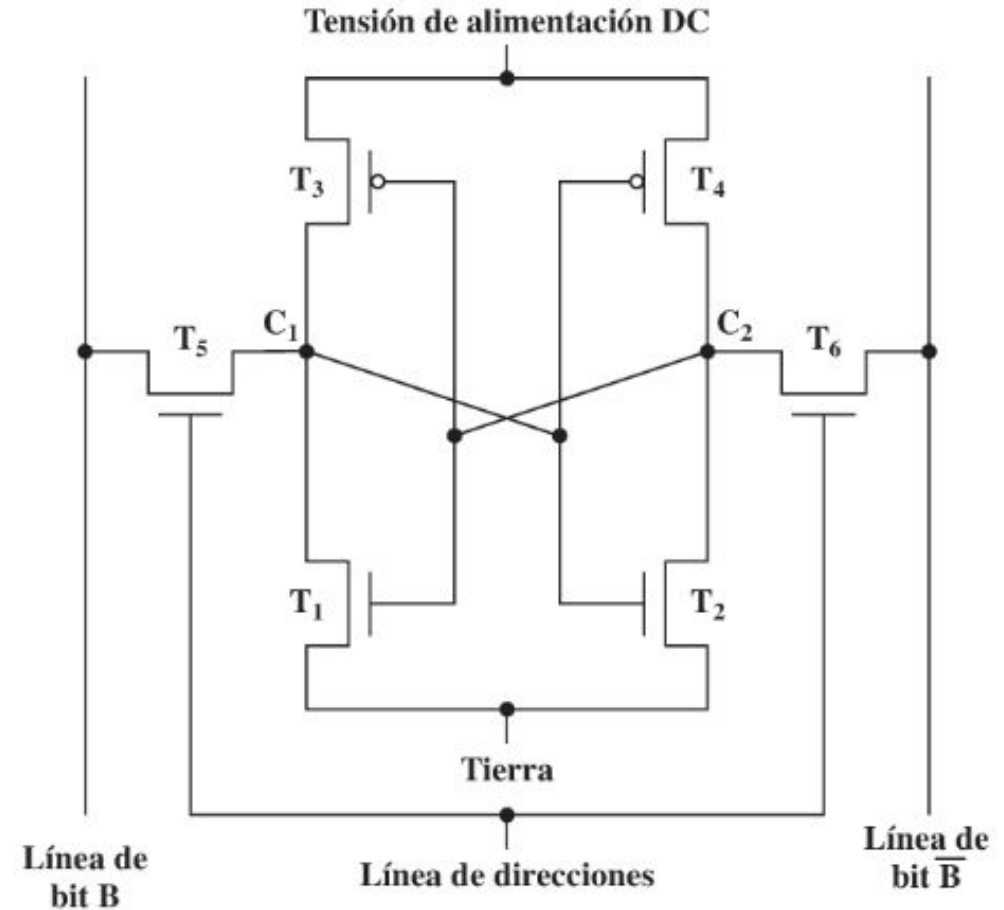 Tensión de alimentación DC
T3
T4
C1
C2
T5
T6
T1
T2
Tierra
Línea de
bit B
Línea de direcciones
Línea de
bit B̅